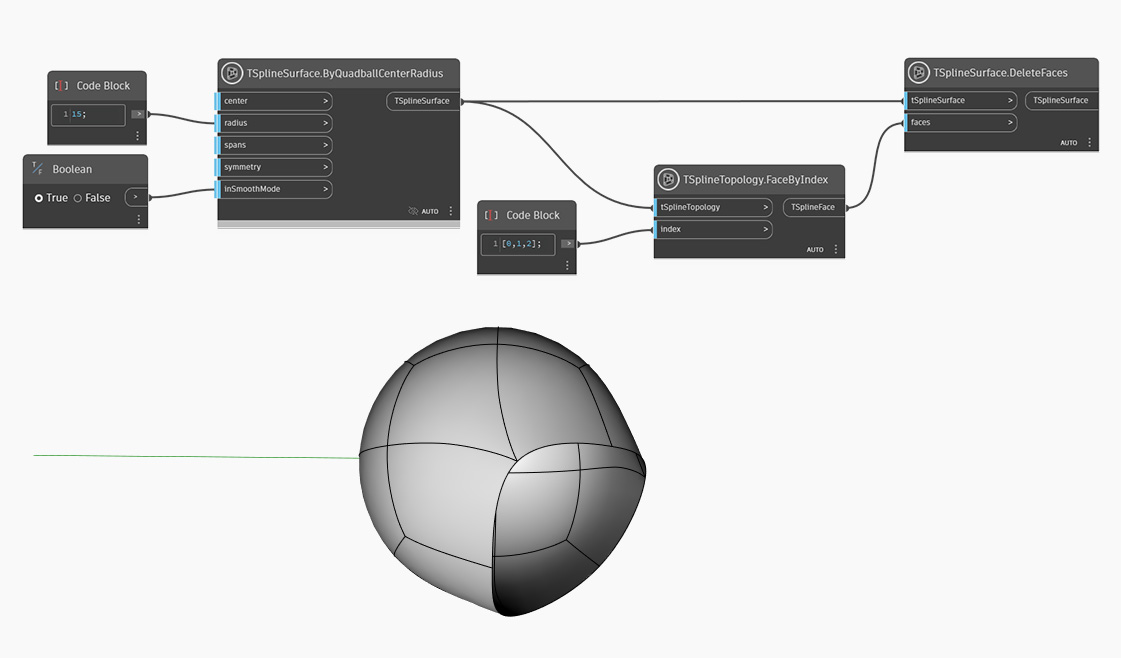 Code Block
1 15;
>
Boolean
True False
>
TSplineSurface.ByQuadballCenterRadius
center > TSplineSurface
radius >
spans >
symmetry >
inSmoothMode >
AUTO
Code Block
1 [0,1,2];
>
TSplineTopology.FaceByIndex
tSplineTopology > TSplineFace
index >
AUTO
TSplineSurface.DeleteFaces
tSplineSurface > TSplineSurface
faces >
AUTO